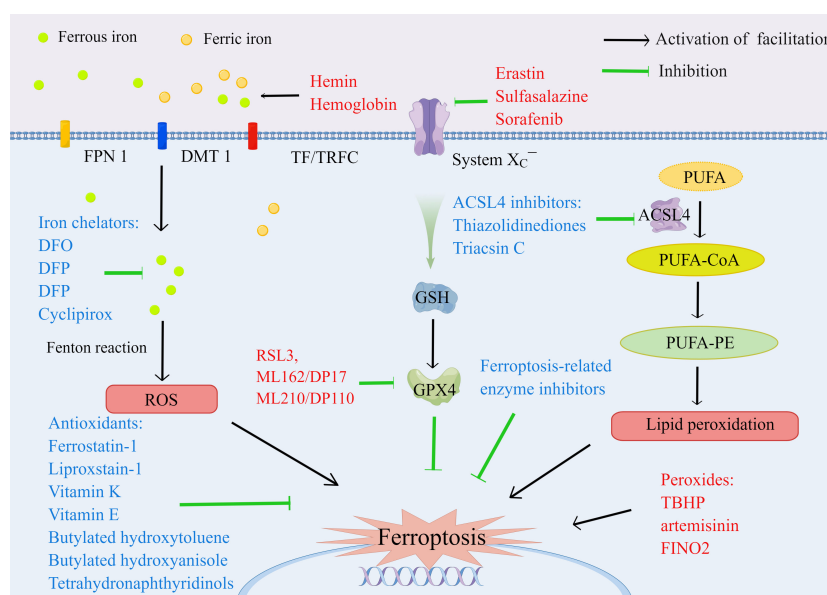 Ferrous iron
Ferric iron
Activation of facilitation
Inhibition
Hemin
Hemoglobin
Erastin
Sulfasalazine
Sorafenib
FPN 1
DMT 1
TF/TRFC
System XC−
PUFA
ACSL4
PUFA-CoA
PUFA-PE
Lipid peroxidation
ACSL4 inhibitors:
Thiazolidinediones
Triacsin C
Iron chelators:
DFO
DFP
DFP
Cyclipirox
Fenton reaction
ROS
GSH
GPX4
RSL3,
ML162/DP17
ML210/DP110
Ferroptosis-related
enzyme inhibitors
Antioxidants:
Ferrostatin-1
Liproxstain-1
Vitamin K
Vitamin E
Butylated hydroxytoluene
Butylated hydroxyanisole
Tetrahydronaphthyridinols
Peroxides:
TBHP
artemisinin
FINO2
Ferroptosis